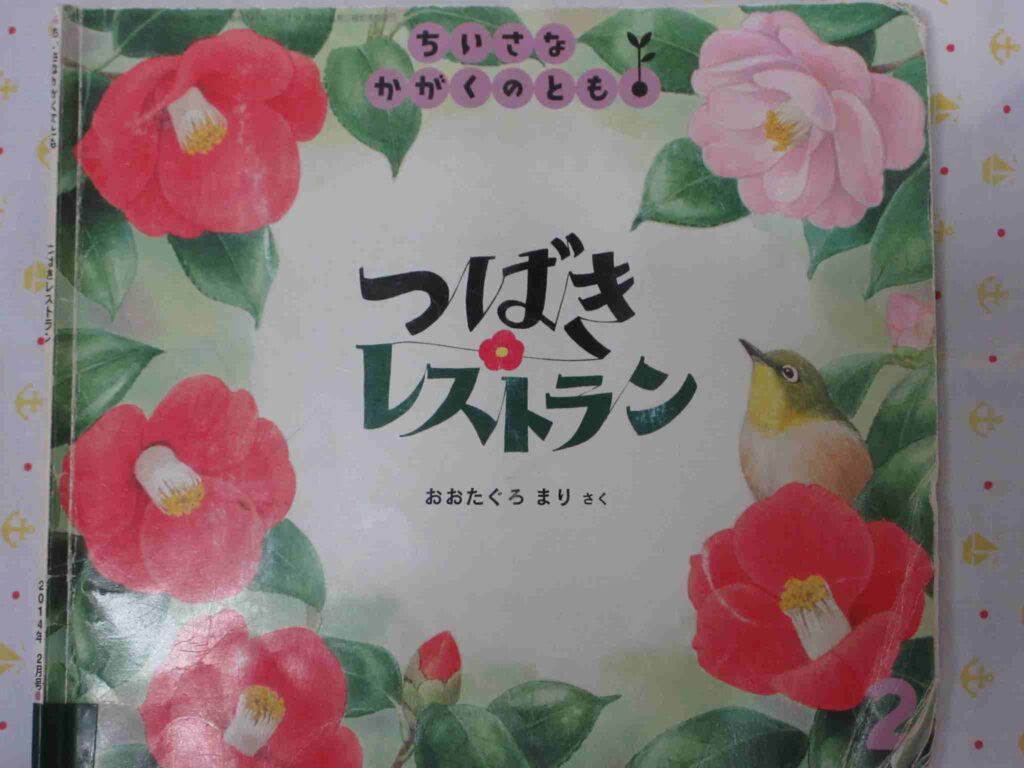 ちいさな
かがくのとも
つばき
レストラン
おおたぐろ まり さく
2
つばきレストラン
2014年 2月号